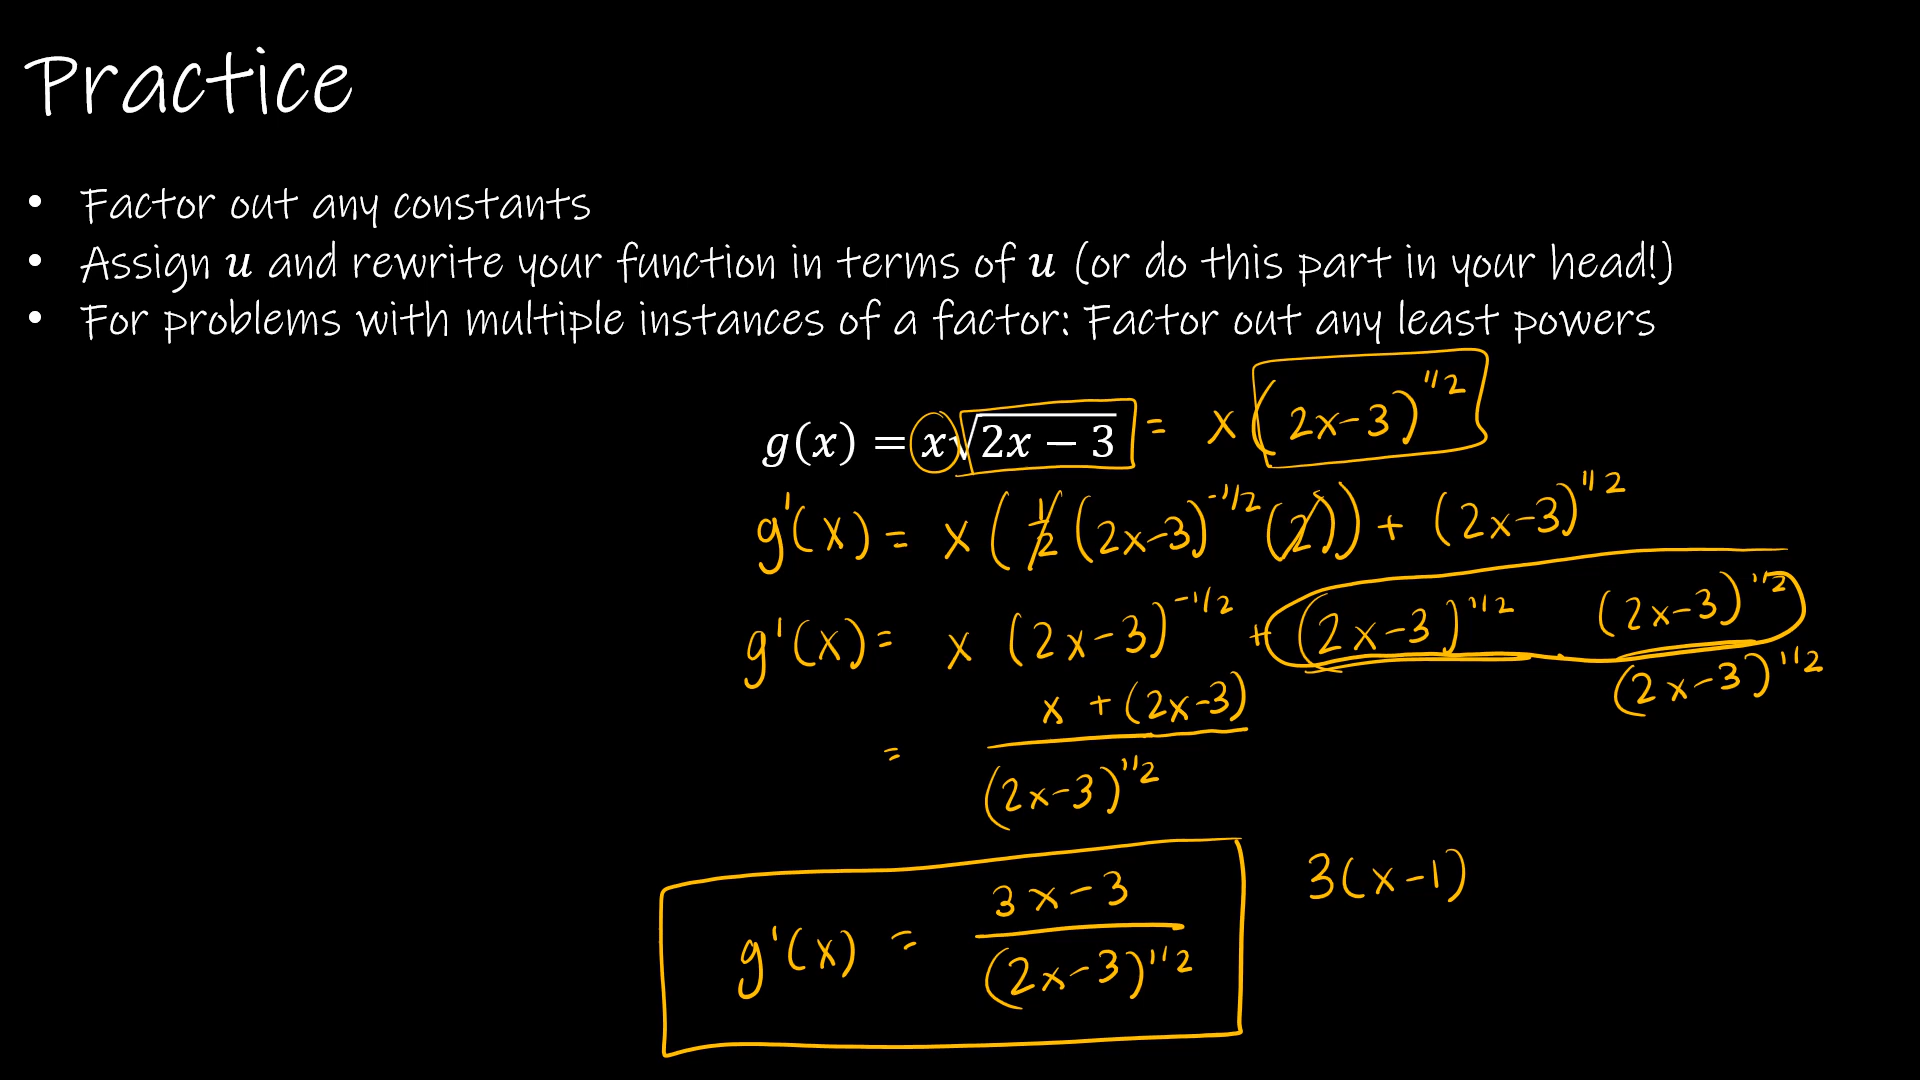 Practice
• Factor out any constants
• Assign u and rewrite your function in terms of u (or do this part in your head!)
• For problems with multiple instances of a factor: Factor out any least powers
g(x) = x√(2x − 3) = x (2x-3)^1/2
g'(x) = x (1/2 (2x-3)^-1/2 (2)) + (2x-3)^1/2
g'(x) = x (2x-3)^-1/2 + (2x-3)^1/2 (2x-3)^1/2 / (2x-3)^1/2
= x + (2x-3) / (2x-3)^1/2
g'(x) = 3x-3 / (2x-3)^1/2 3(x-1)